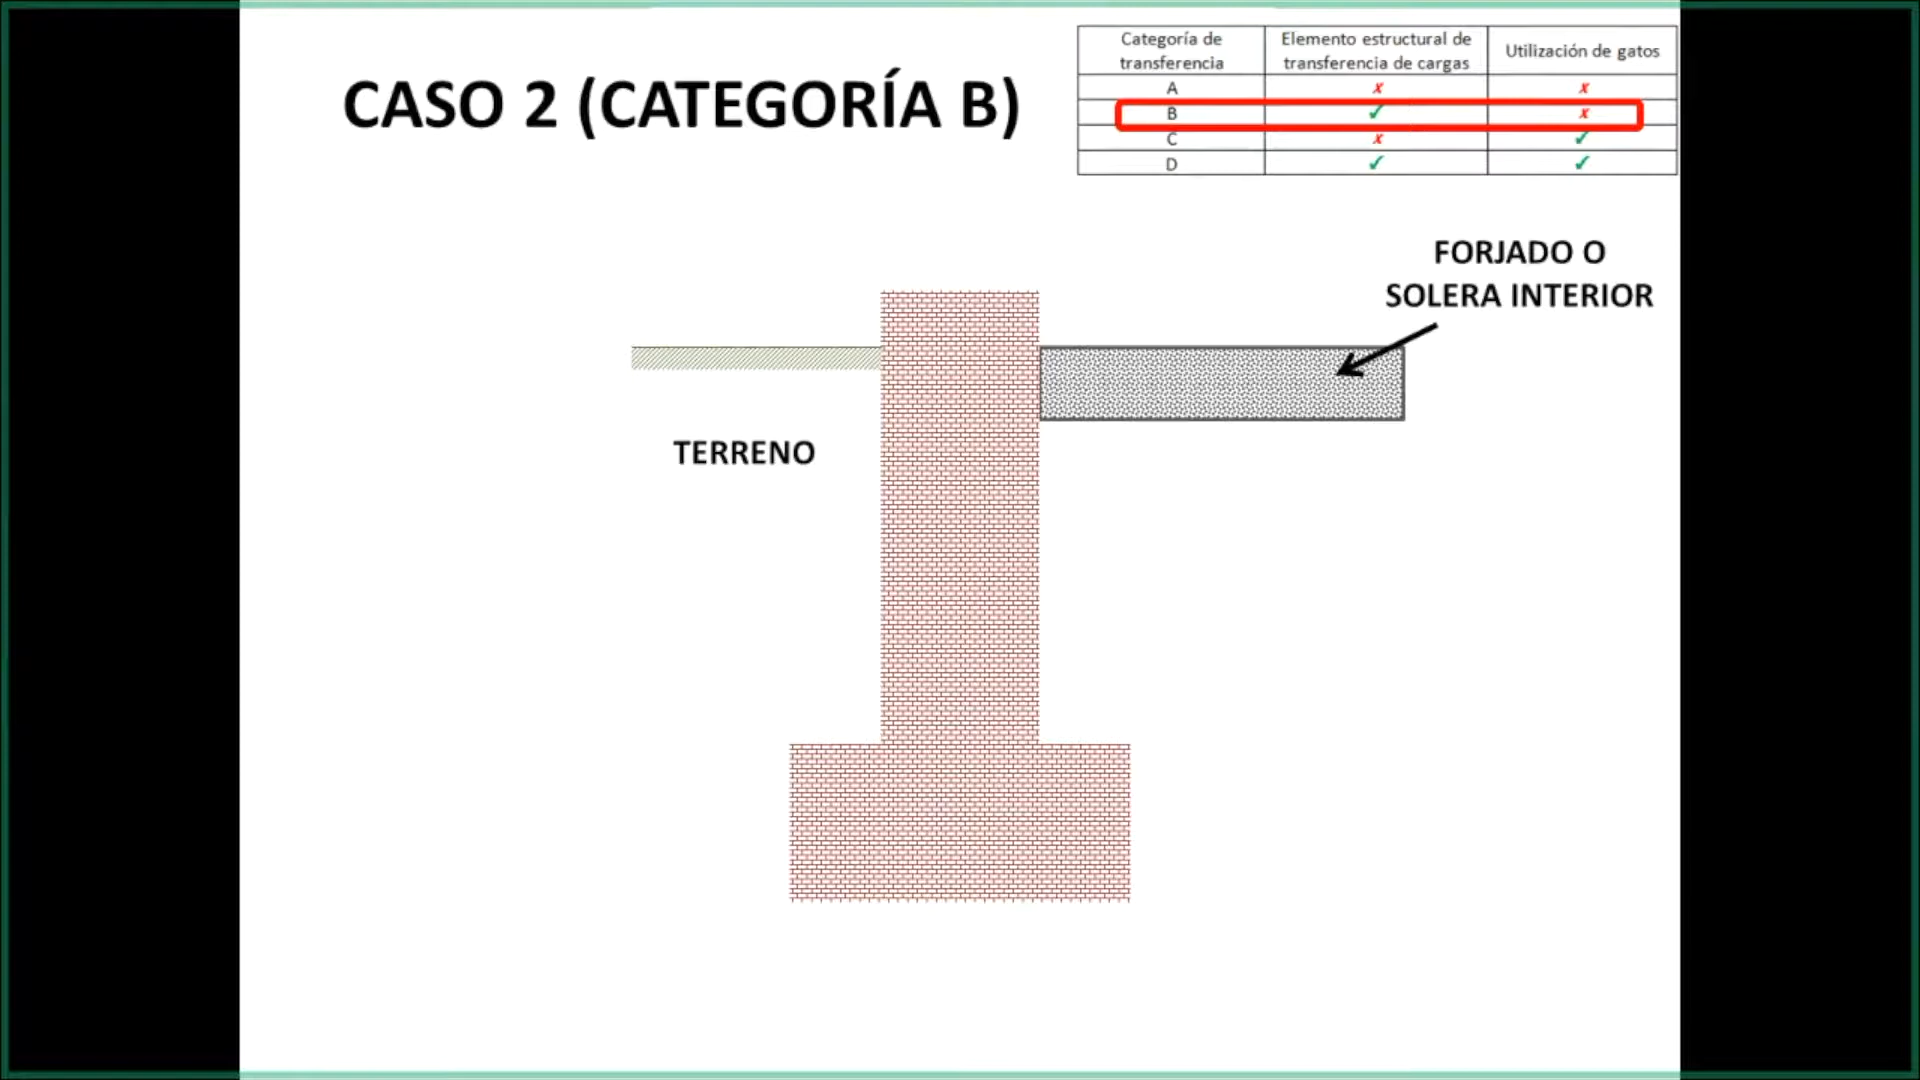 CASO 2 (CATEGORÍA B)
Categoría de transferencia Elemento estructural de transferencia de cargas Utilización de gatos
A x x
B ✓ x
C x ✓
D ✓ ✓
FORJADO O
SOLERA INTERIOR
TERRENO